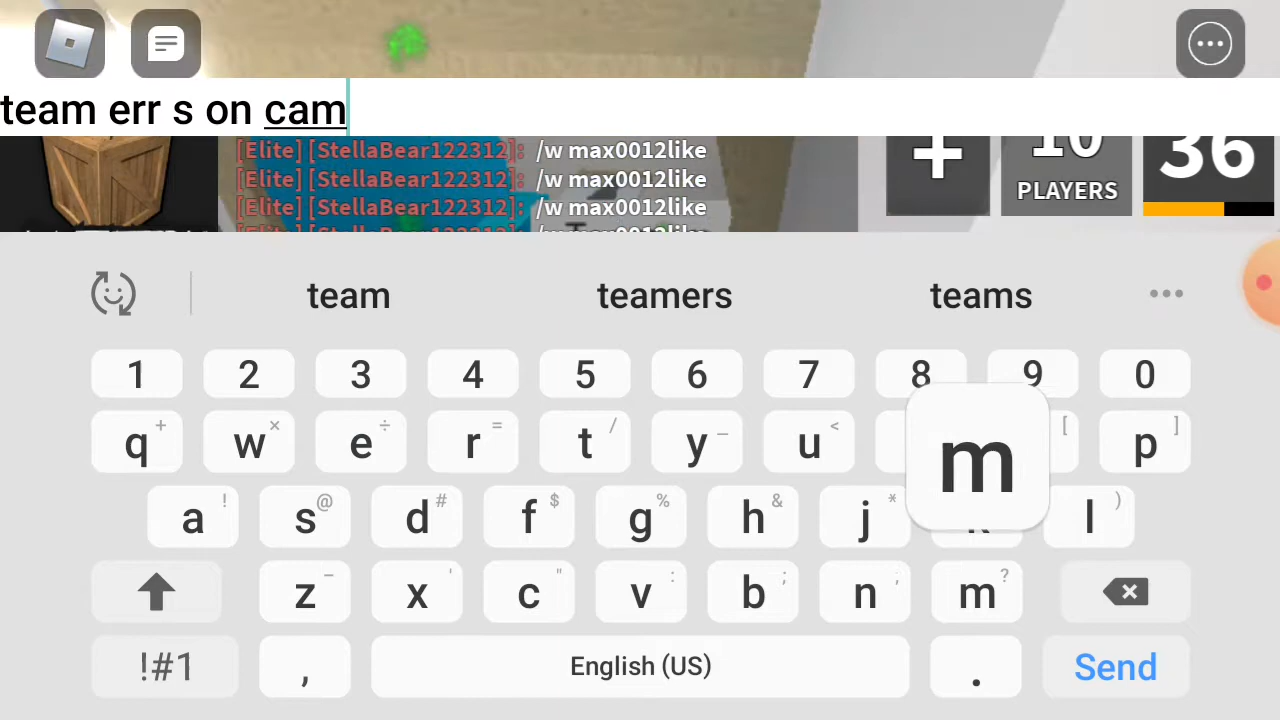 team err s on cam
[Elite] [StellaBear122312]: /w max0012like
[Elite] [StellaBear122312]: /w max0012like
[Elite] [StellaBear122312]: /w max0012like
+
10
PLAYERS
36
team teamers teams
1 2 3 4 5 6 7 8 9 0
q + w × e ÷ r = t / y _ u < [ p ]
m
a ! s @ d # f $ g % h & j * l )
z - x ' c " v : b ; n , m ?
!#1 , English (US) . Send